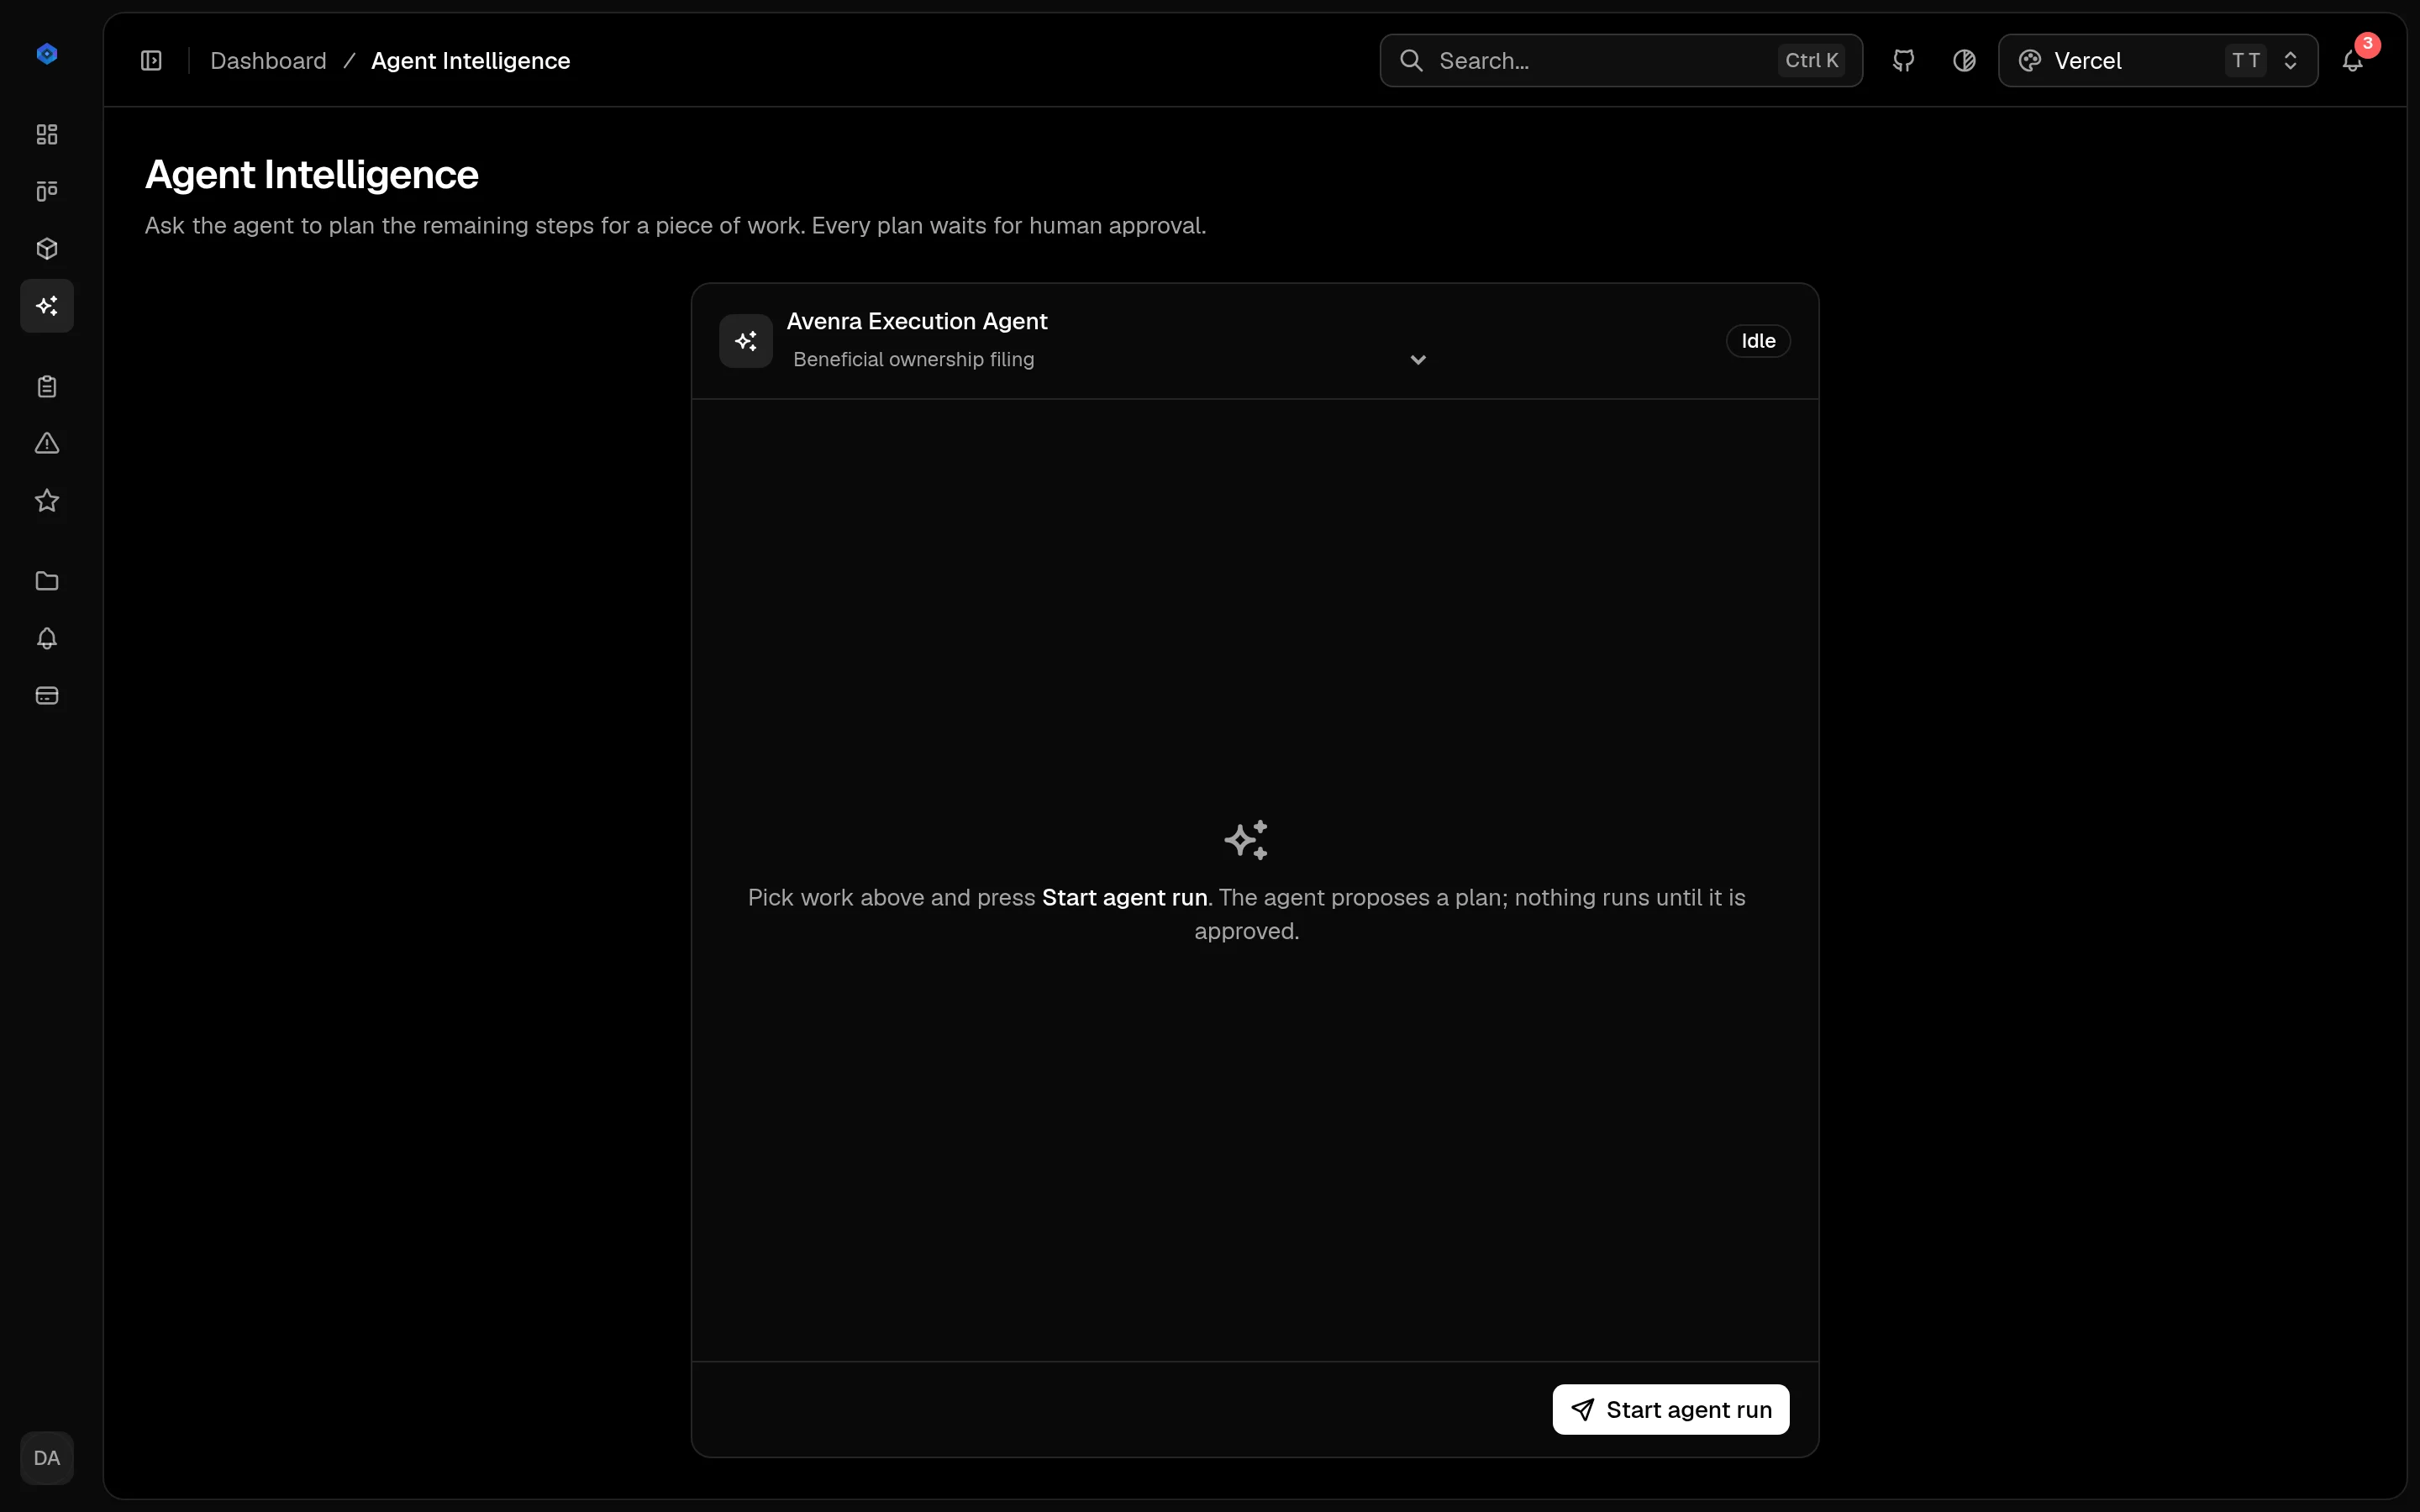 Dashboard / Agent Intelligence
Search...
Ctrl K
Vercel
T T
3
Agent Intelligence
Ask the agent to plan the remaining steps for a piece of work. Every plan waits for human approval.
Avenra Execution Agent
Beneficial ownership filing
Idle
Pick work above and press Start agent run. The agent proposes a plan; nothing runs until it is
approved.
Start agent run
DA